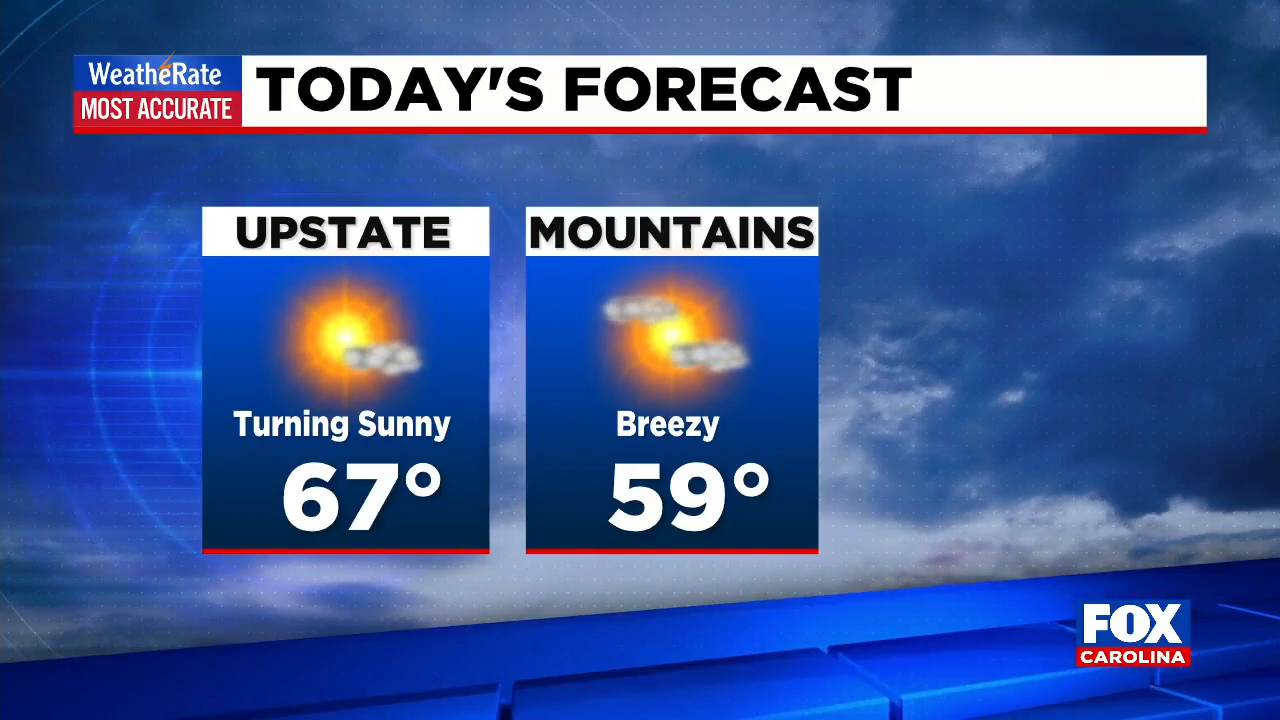 WeatheRate
MOST ACCURATE
TODAY'S FORECAST
UPSTATE
Turning Sunny
67°
MOUNTAINS
Breezy
59°
FOX
CAROLINA